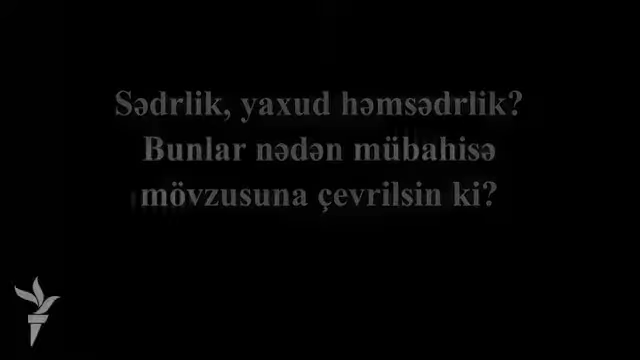 Sədrlik, yaxud həmsədrlik?
Bunlar nədən mübahisə
mövzusuna çevrilsin ki?